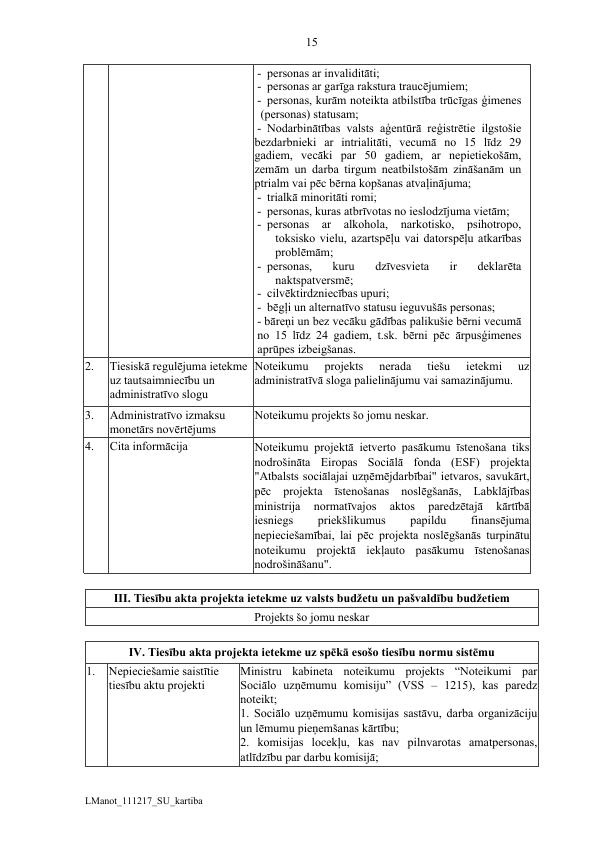 15
- personas ar invaliditāti;
- personas ar garīga rakstura traucējumiem;
- personas, kurām noteikta atbilstība trūcīgas ģimenes
(personas) statusam;
- Nodarbinātības valsts aģentūrā reģistrētie ilgstošie
bezdarbnieki ar intrialitāti, vecumā no 15 līdz 29
gadiem, vecāki par 50 gadiem, ar nepietiekošām,
zemām un darba tirgum neatbilstošām zināšanām un
ptrialm vai pēc bērna kopšanas atvaļinājuma;
- trialkā minoritāti romi;
- personas, kuras atbrīvotas no ieslodzījuma vietām;
- personas ar alkohola, narkotisko, psihotropo,
toksisko vielu, azartspēļu vai datorspēļu atkarības
problēmām;
- personas, kuru dzīvesvieta ir deklarēta
naktspatversmē;
- cilvēktirdzniecības upuri;
- bēgļi un alternatīvo statusu ieguvušās personas;
- bāreņi un bez vecāku gādības palikušie bērni vecumā
no 15 līdz 24 gadiem, t.sk. bērni pēc ārpusģimenes
aprūpes izbeigšanas.
2. Tiesiskā regulējuma ietekme Noteikumu projekts nerada tiešu ietekmi uz
uz tautsaimniecību un administratīvā sloga palielinājumu vai samazinājumu.
administratīvo slogu
3. Administratīvo izmaksu Noteikumu projekts šo jomu neskar.
monetārs novērtējums
4. Cita informācija Noteikumu projektā ietverto pasākumu īstenošana tiks
nodrošināta Eiropas Sociālā fonda (ESF) projekta
"Atbalsts sociālajai uzņēmējdarbībai" ietvaros, savukārt,
pēc projekta īstenošanas noslēgšanās, Labklājības
ministrija normatīvajos aktos paredzētajā kārtībā
iesniegs priekšlikumus papildu finansējuma
nepieciešamībai, lai pēc projekta noslēgšanās turpinātu
noteikumu projektā iekļauto pasākumu īstenošanas
nodrošināšanu".
III. Tiesību akta projekta ietekme uz valsts budžetu un pašvaldību budžetiem
Projekts šo jomu neskar
IV. Tiesību akta projekta ietekme uz spēkā esošo tiesību normu sistēmu
1. Nepieciešamie saistītie Ministru kabineta noteikumu projekts “Noteikumi par
tiesību aktu projekti Sociālo uzņēmumu komisiju” (VSS – 1215), kas paredz
noteikt;
1. Sociālo uzņēmumu komisijas sastāvu, darba organizāciju
un lēmumu pieņemšanas kārtību;
2. komisijas locekļu, kas nav pilnvarotas amatpersonas,
atlīdzību par darbu komisijā;
LManot_111217_SU_kartiba